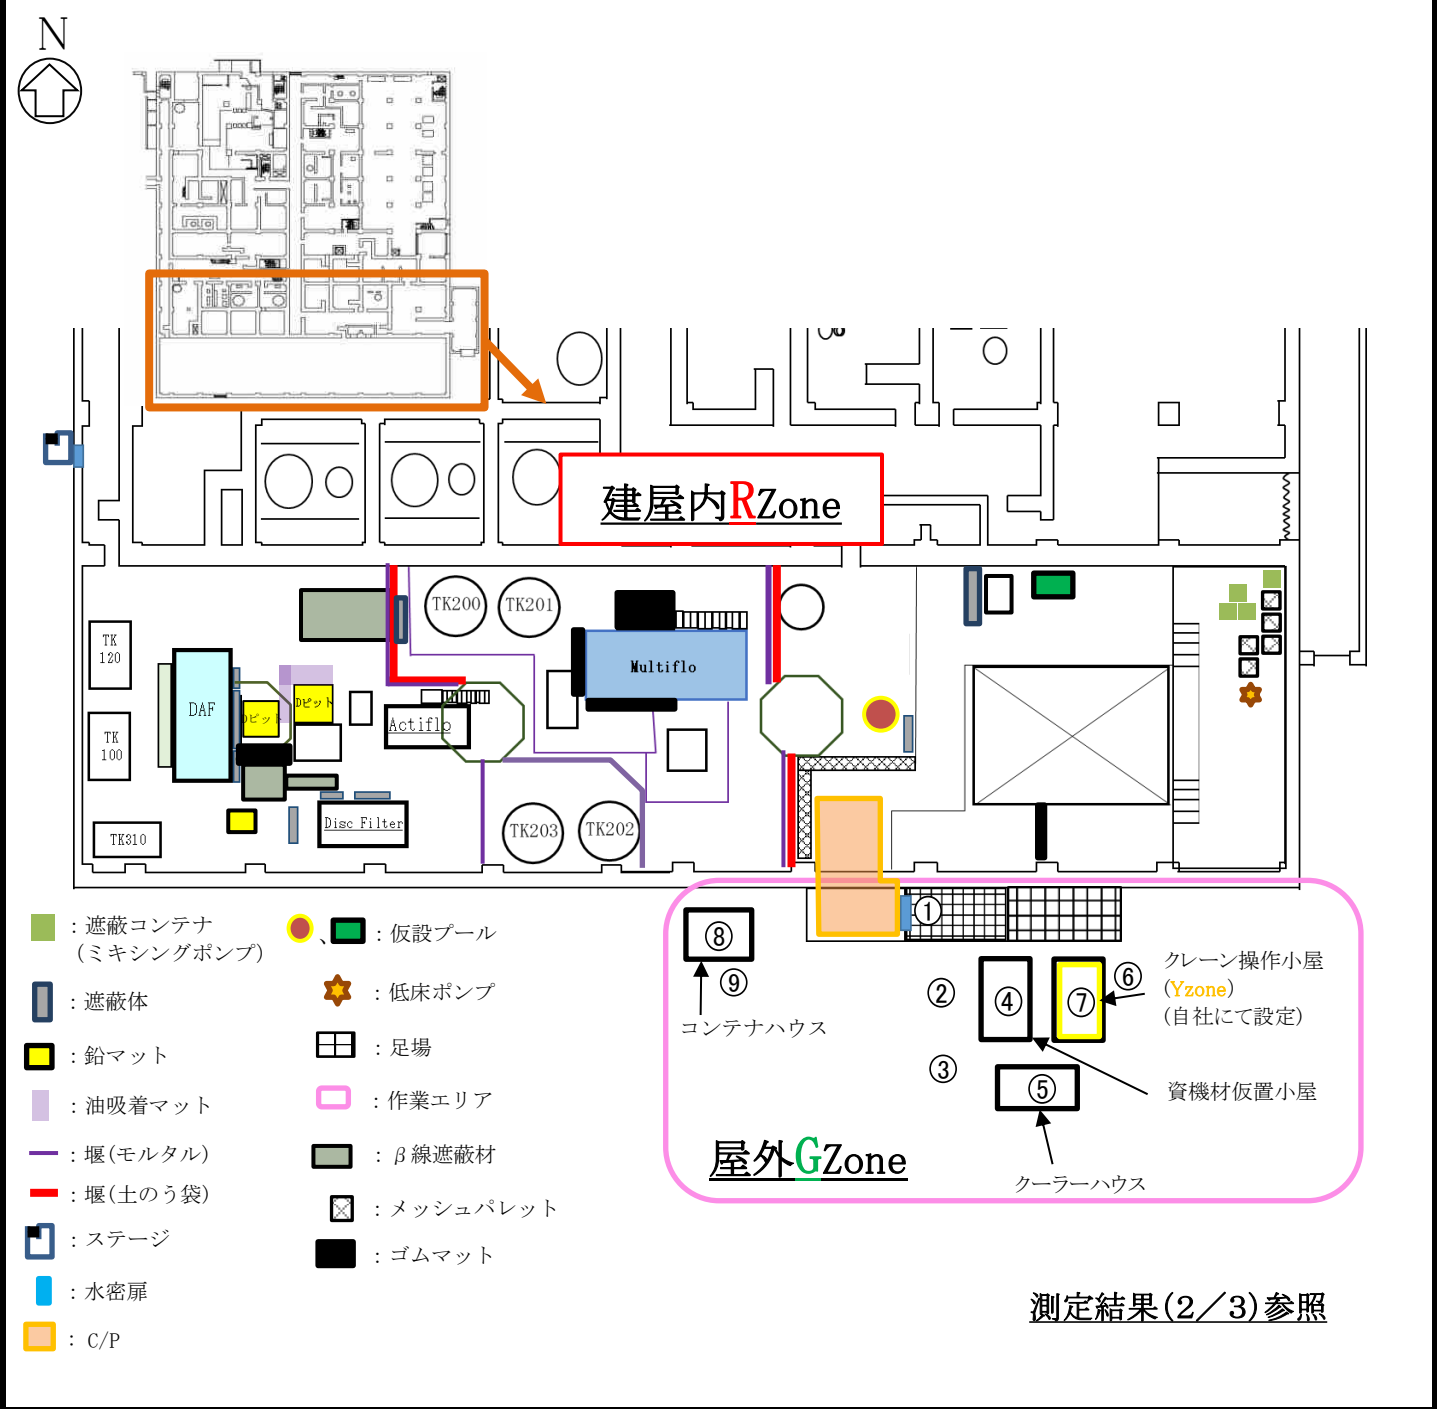 N
建屋内RZone
TK200
TK201
TK
120
Multiflo
DAF
Dピット
Dピット
Actiflo
TK
100
TK310
Disc Filter
TK203
TK202
①
⑧
⑨
コンテナハウス
②
④
⑦
⑥
クレーン操作小屋
(Yzone)
(自社にて設定)
③
⑤
資機材仮置小屋
クーラーハウス
屋外GZone
測定結果(2/3)参照
:遮蔽コンテナ
(ミキシングポンプ)
:遮蔽体
:鉛マット
:油吸着マット
:堰(モルタル)
:堰(土のう袋)
:ステージ
:水密扉
: C/P
、 :仮設プール
:低床ポンプ
:足場
:作業エリア
:β線遮蔽材
:メッシュパレット
:ゴムマット